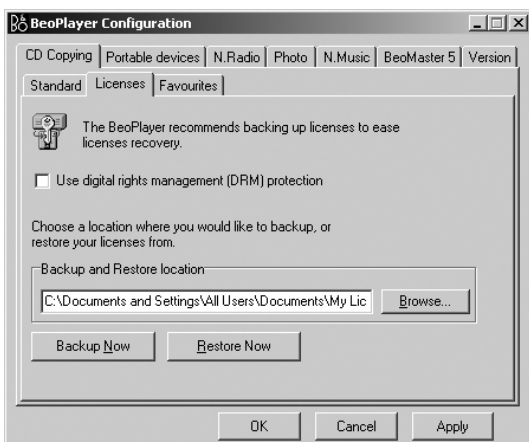 BeoPlayer Configuration
CD Copying Portable devices N.Radio Photo N.Music BeoMaster 5 Version
Standard Licenses Favourites
The BeoPlayer recommends backing up licenses to ease
licenses recovery.
Use digital rights management (DRM) protection
Choose a location where you would like to backup, or
restore your licenses from.
Backup and Restore location
C:\Documents and Settings\All Users\Documents\My Lic Browse...
Backup Now Restore Now
OK Cancel Apply